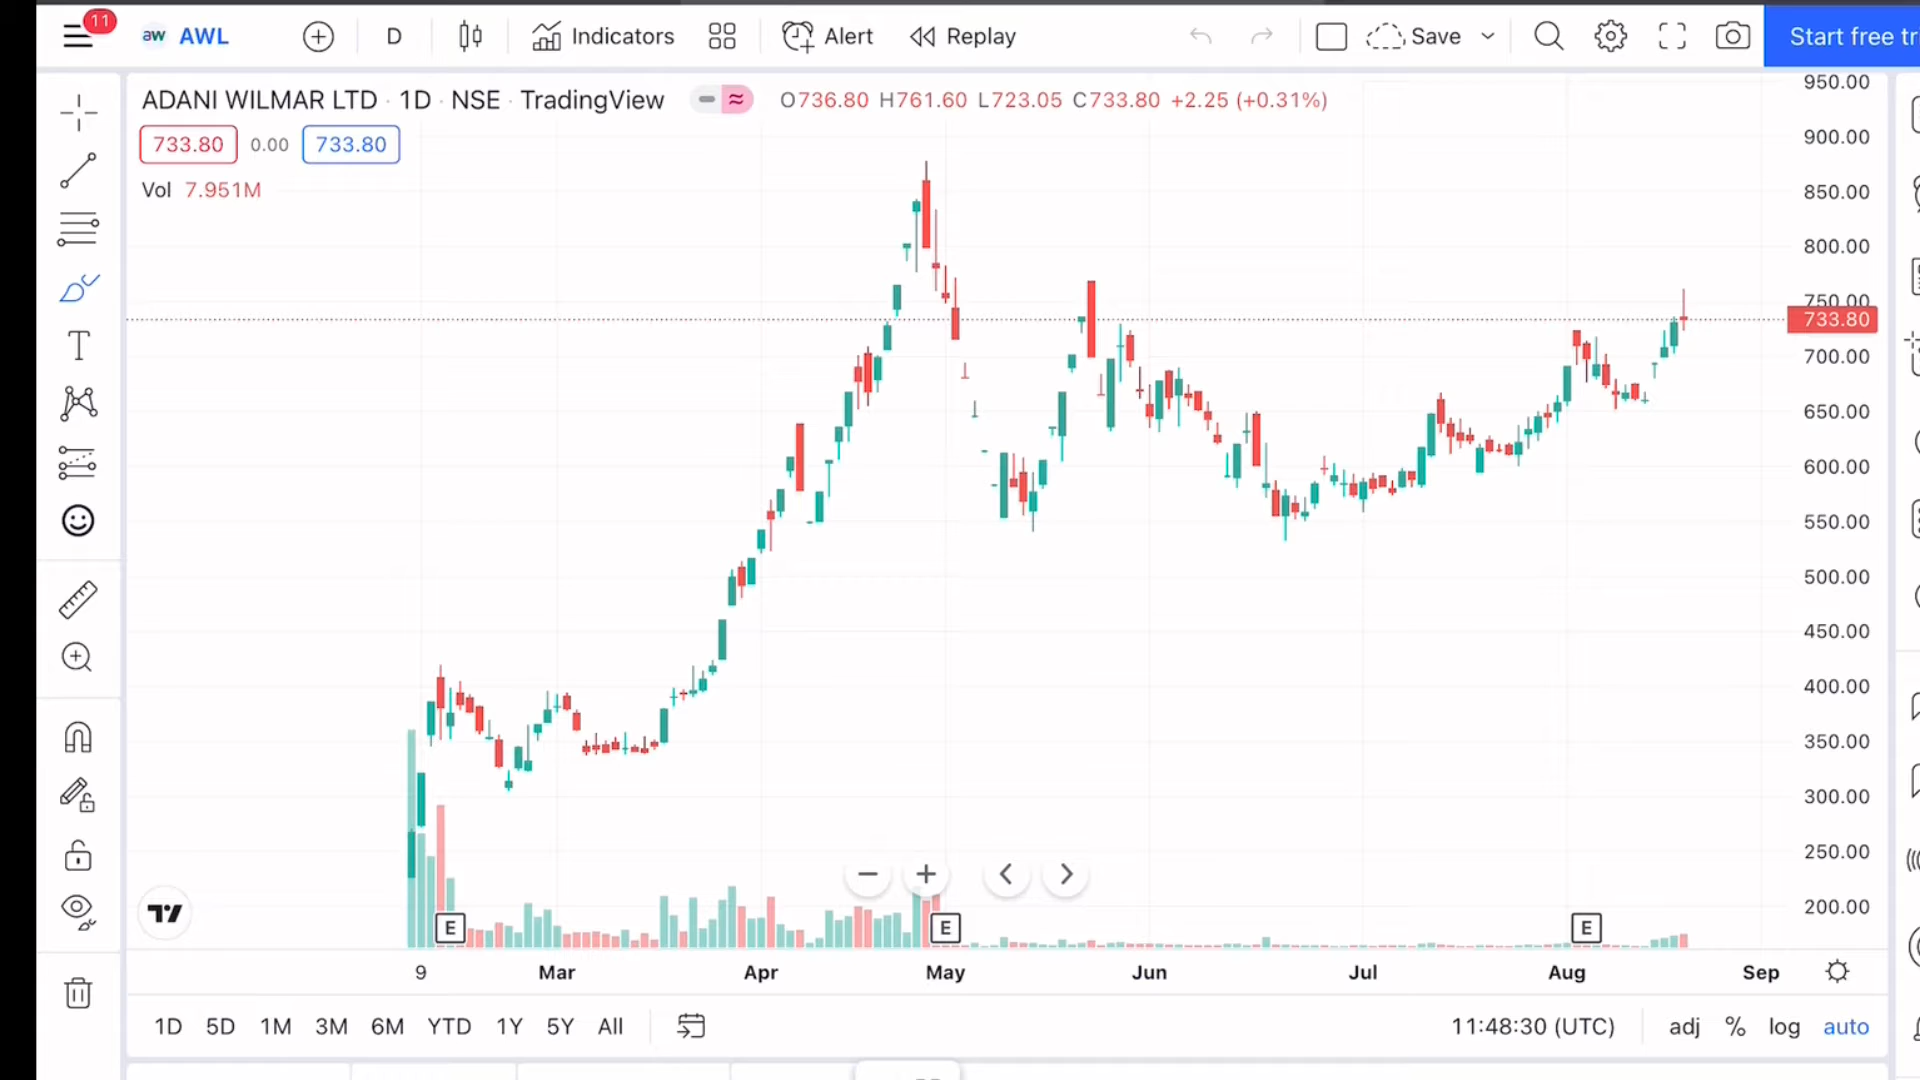 11
aw AWL D Indicators Alert Replay Save Start free tr
ADANI WILMAR LTD · 1D · NSE · TradingView O736.80 H761.60 L723.05 C733.80 +2.25 (+0.31%)
733.80 0.00 733.80
Vol 7.951M
950.00
900.00
850.00
800.00
750.00
733.80
700.00
650.00
600.00
550.00
500.00
450.00
400.00
350.00
300.00
250.00
200.00
E E E
9 Mar Apr May Jun Jul Aug Sep
1D 5D 1M 3M 6M YTD 1Y 5Y All 11:48:30 (UTC) adj % log auto